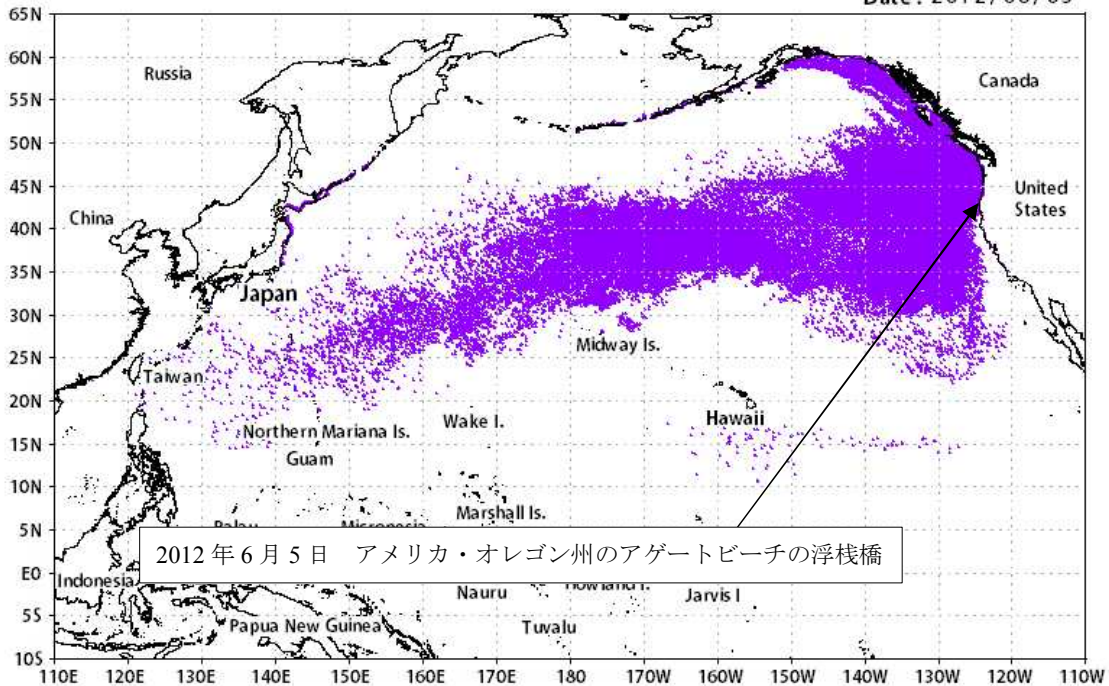 Date :
65N
60N
Russia
Canada
55N
50N
45N
United
States
China
40N
35N
Japan
30N
Midway Is.
25N
Taiwan
20N
Hawaii
Wake I.
Northern Mariana Is.
15N
Guam
10N
Marshall Is.
5N
Palau
Micronesia
2012 年 6 月 5 日 アメリカ・オレゴン州のアゲートビーチの浮桟橋
E0
Indonesia
Howland I.
Nauru
Jarvis I
5S
Papua New Guinea
Tuvalu
10S
110E 120E 130E 140E 150E 160E 170E 180 170W 160W 150W 140W 130W 120W 110W